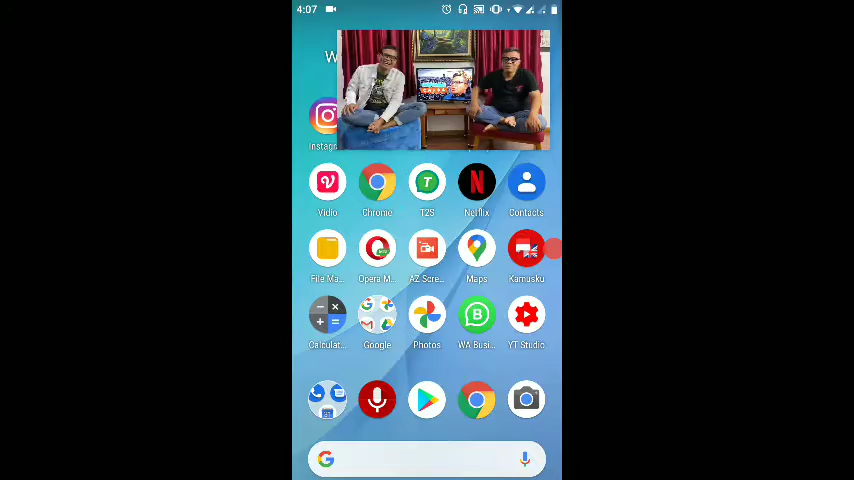 4:07
W
Instagr
Vidio Chrome T2S Netflix Contacts
File Ma... Opera M... AZ Scre... Maps Kamusku
Calculat... Google Photos WA Busi... YT Studio